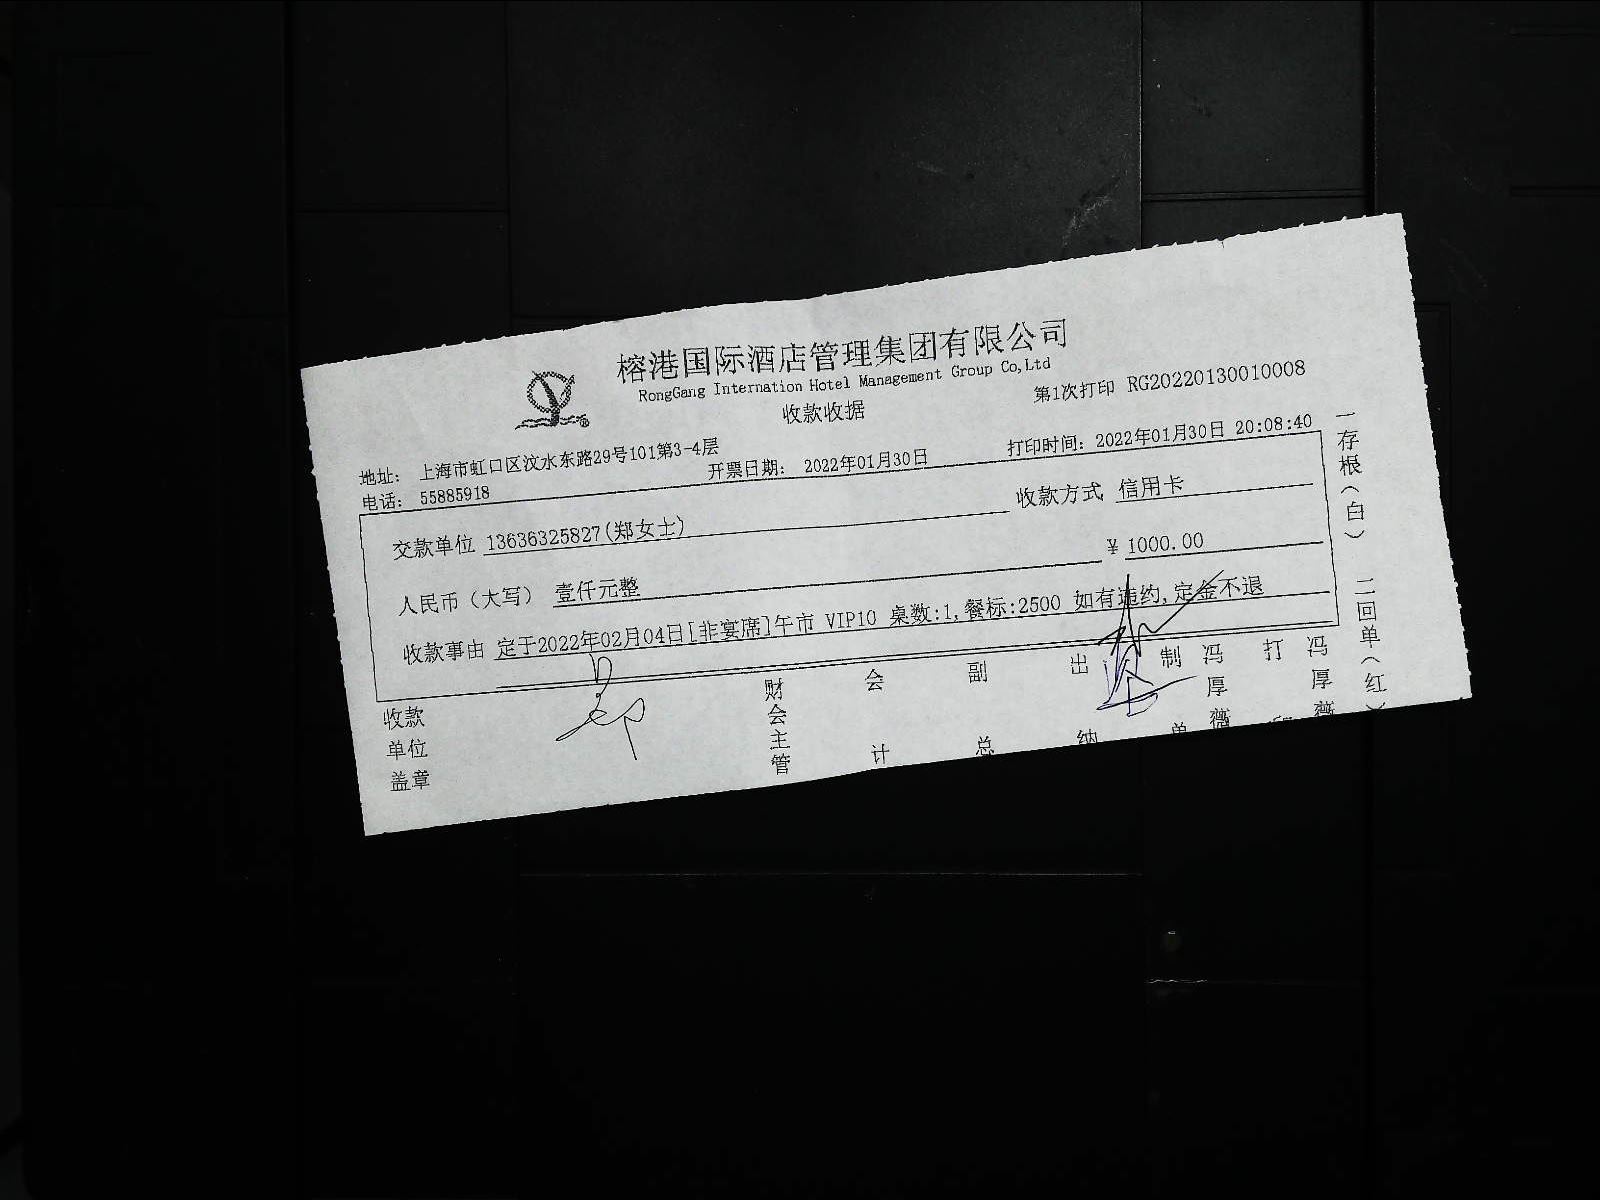 榕港国际酒店管理集团有限公司
RongGang Internation Hotel Management Group Co,Ltd
收款收据
第1次打印 RG20220130010008
地址: 上海市虹口区汶水东路29号101第3-4层
电话: 55885918
开票日期: 2022年01月30日
打印时间: 2022年01月30日 20:08:40
交款单位 13636325827(郑女士)
收款方式 信用卡
人民币(大写) 壹仟元整
¥ 1000.00
收款事由 定于2022年02月04日[非宴席]午市 VIP10 桌数:1,餐标:2500 如有违约,定金不退
收款单位盖章
财会主管
会计
副总
出纳
制单
冯厚薇
打印
冯厚薇
一存根(白) 二回单(红)